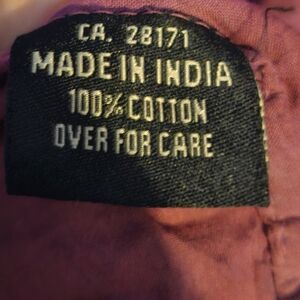 CA. 28171
MADE IN INDIA
100% COTTON
OVER FOR CARE